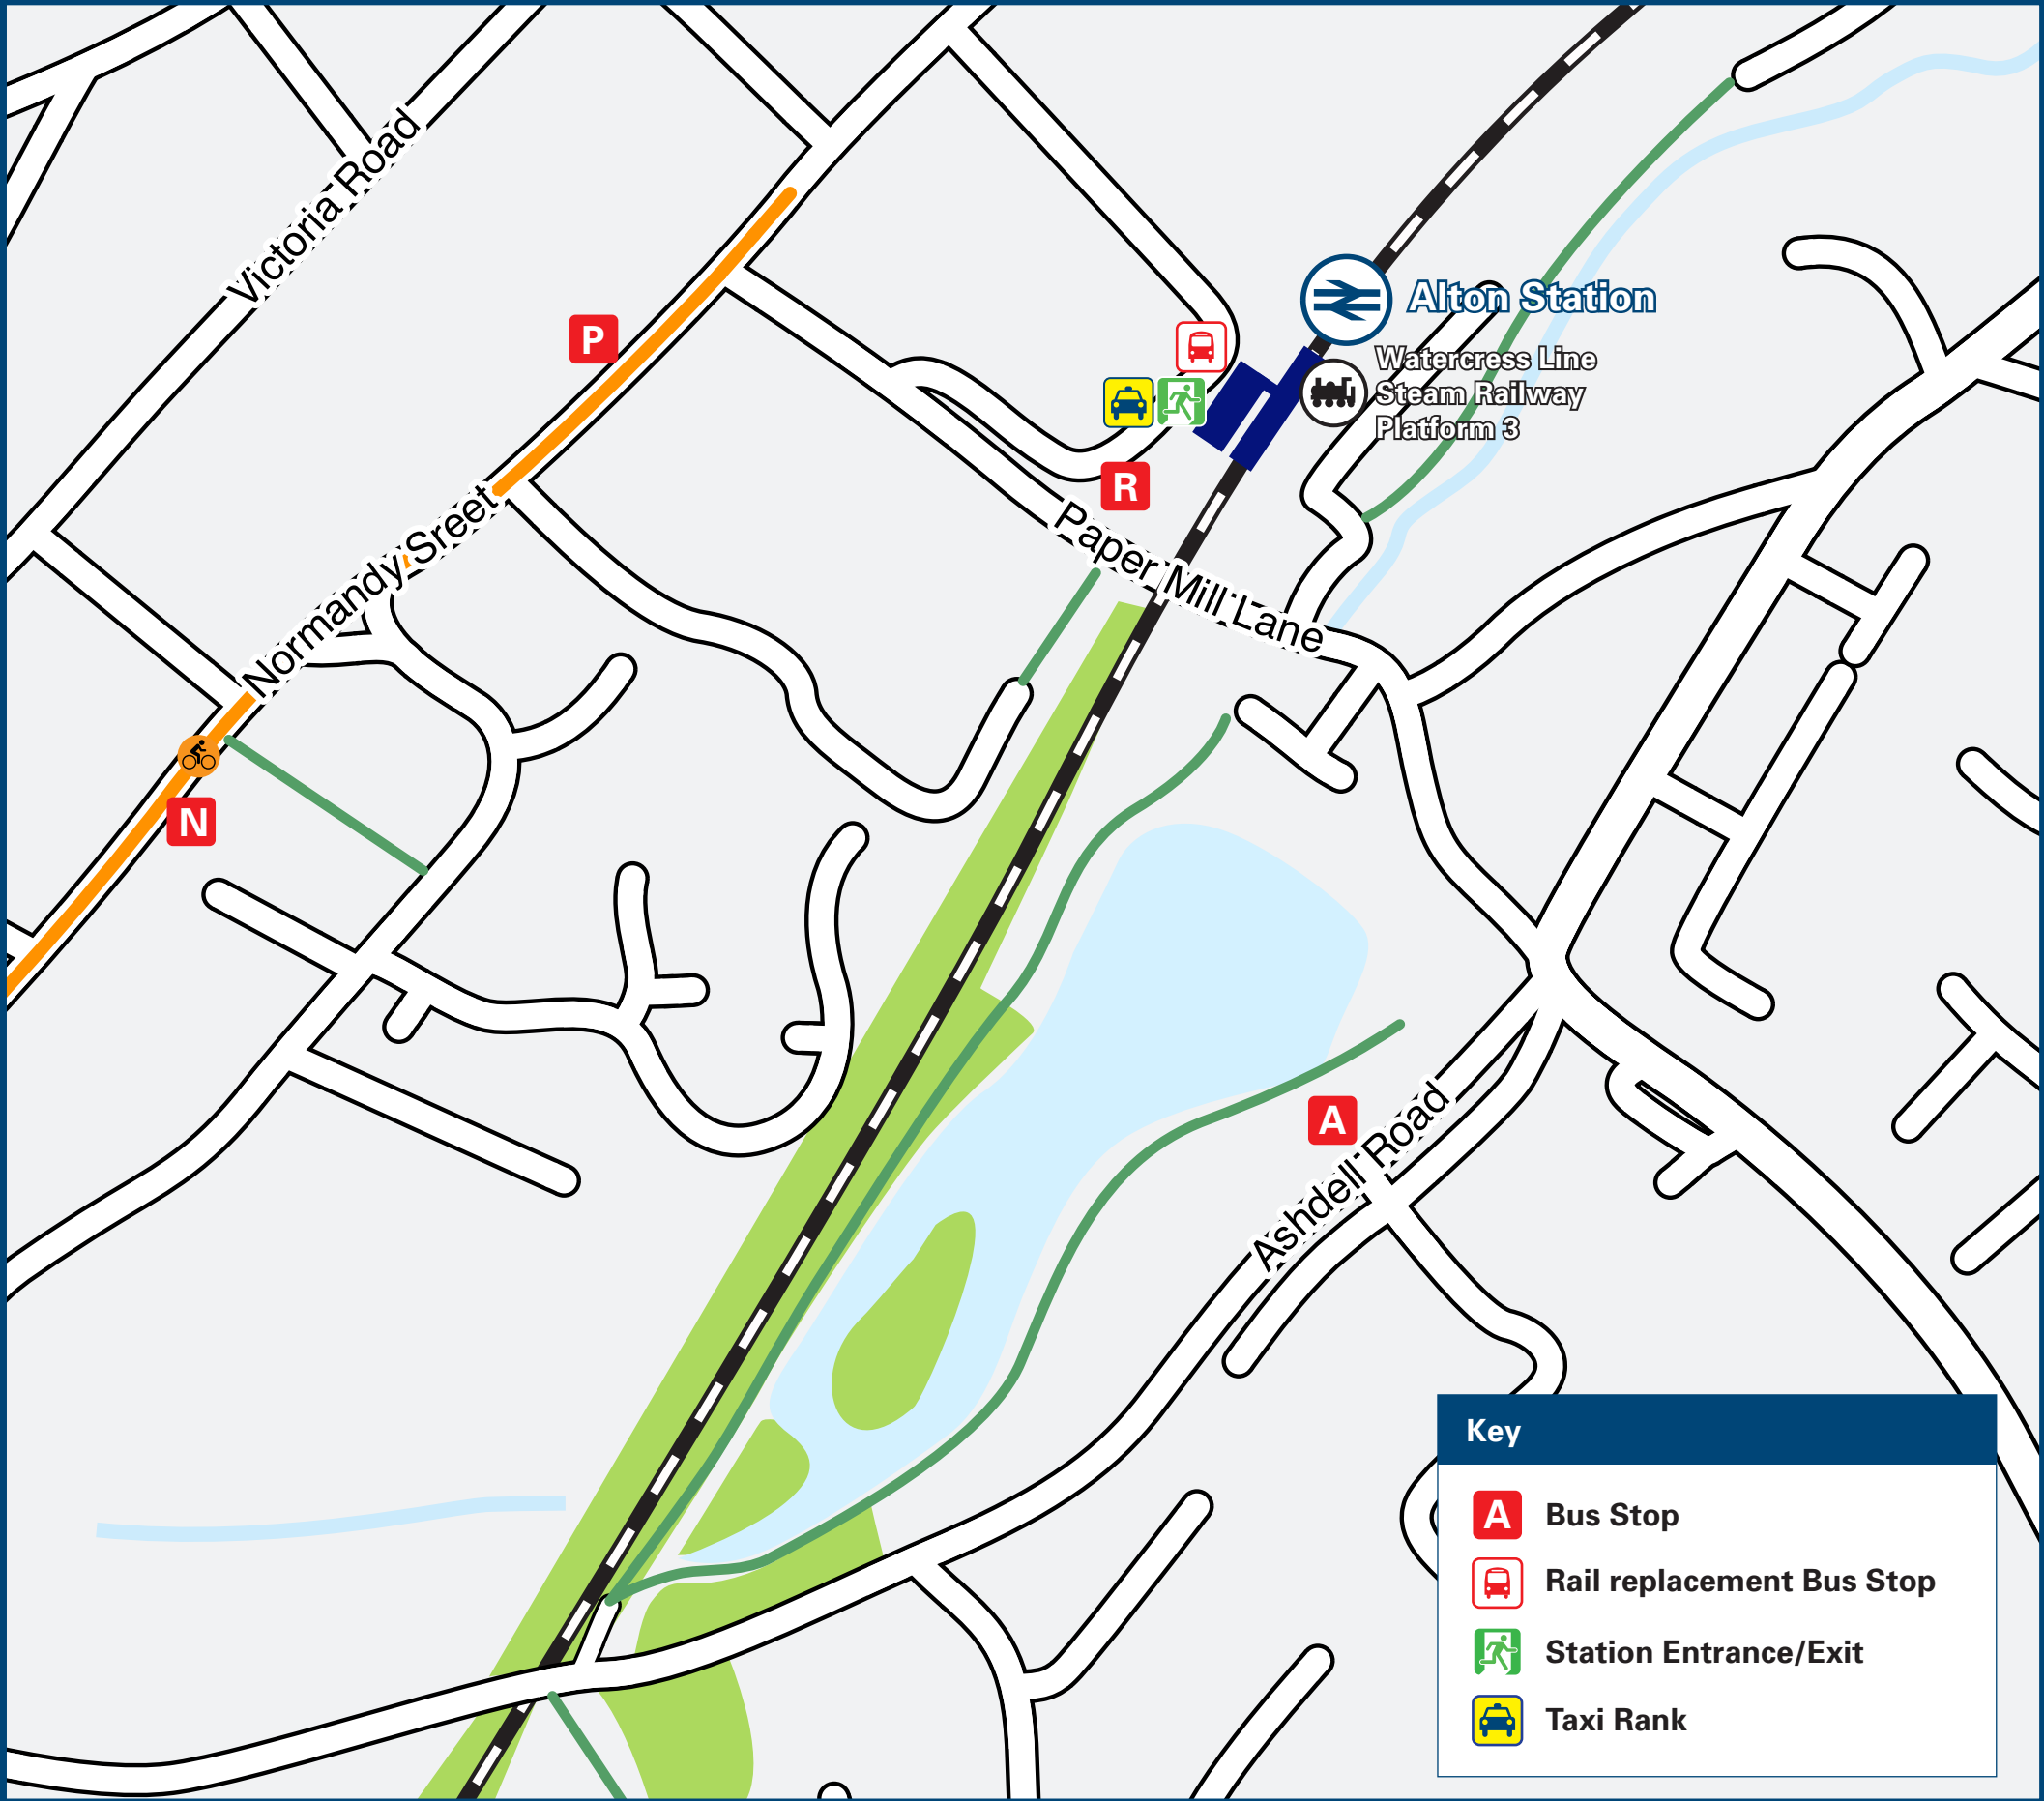 Victoria Road
P
Alton Station
Watercress Line
Steam Railway
Platform 3
R
Normandy Sreet
Paper Mill Lane
N
A
Ashdell Road
Key
A Bus Stop
Rail replacement Bus Stop
Station Entrance/Exit
Taxi Rank